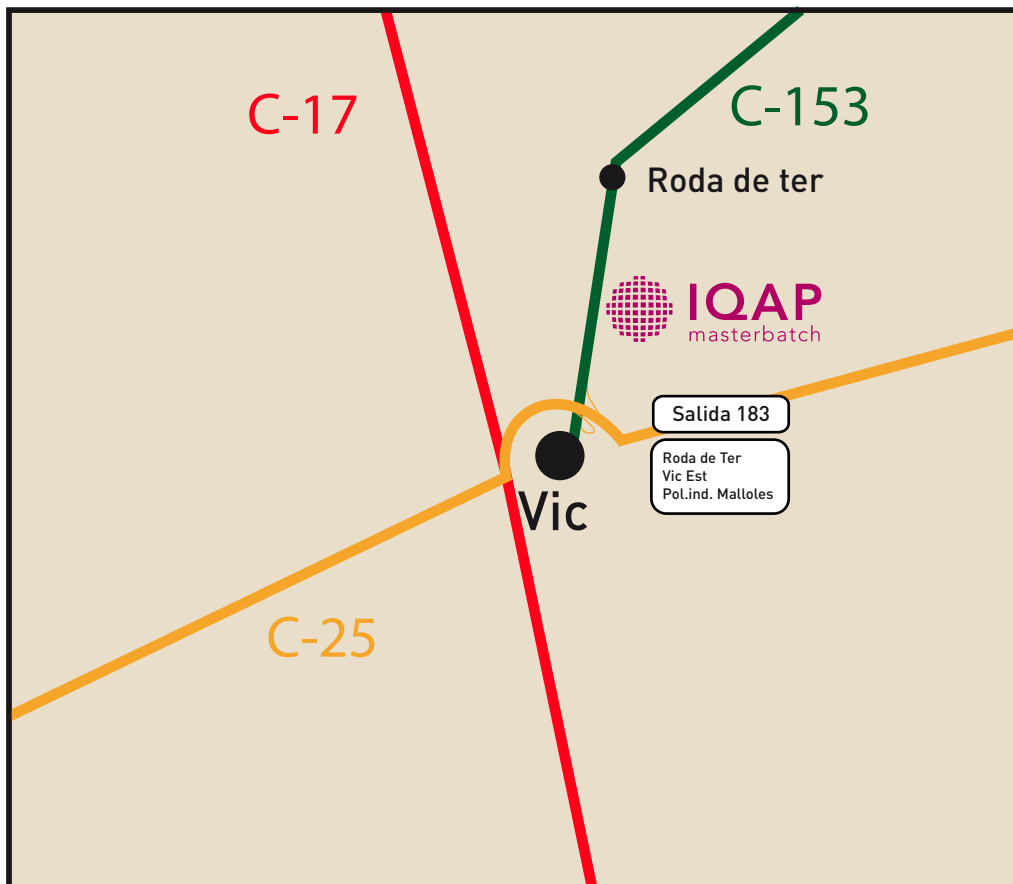 C-17
C-153
Roda de ter
IQAP
masterbatch
Salida 183
Roda de Ter
Vic Est
Pol.ind. Malloles
Vic
C-25